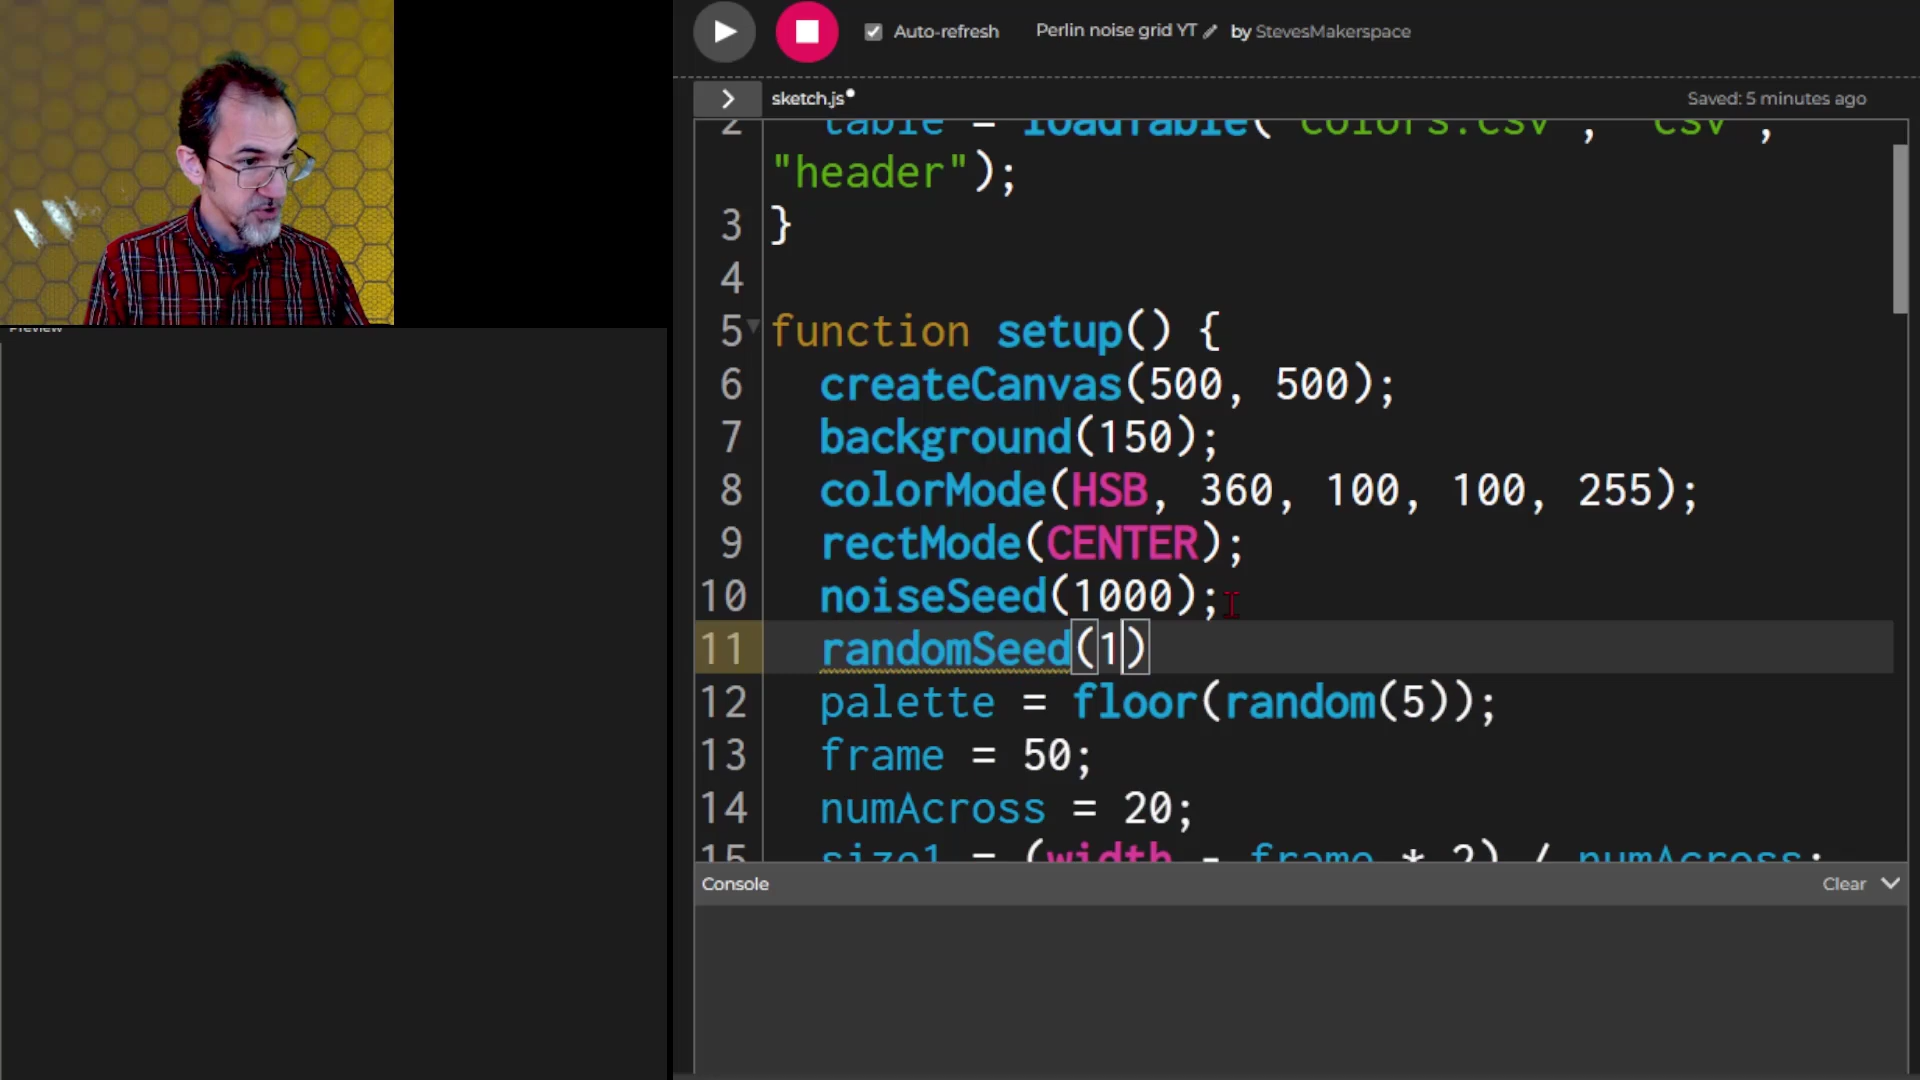 Auto-refresh
Perlin noise grid YT
by StevesMakerspace
sketch.js
Saved: 5 minutes ago
Preview
2 table = loadTable("colors.csv", "csv",
"header");
3 }
4
5 function setup() {
6 createCanvas(500, 500);
7 background(150);
8 colorMode(HSB, 360, 100, 100, 255);
9 rectMode(CENTER);
10 noiseSeed(1000);
11 randomSeed(1)
12 palette = floor(random(5));
13 frame = 50;
14 numAcross = 20;
15 size1 = (width - frame * 2) / numAcross;
Console
Clear